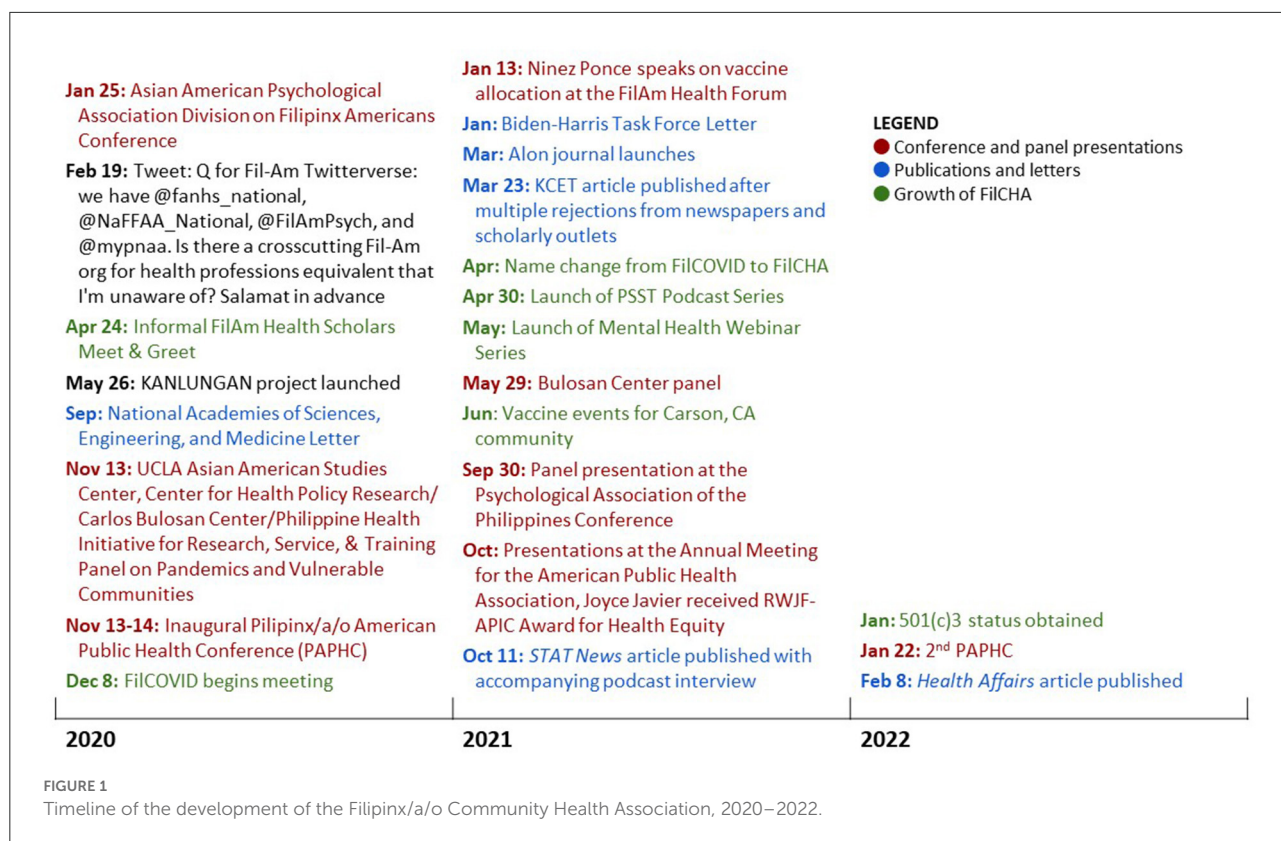 Jan 25: Asian American Psychological
Association Division on Filipinx Americans
Conference
Feb 19: Tweet: Q for Fil-Am Twitterverse:
we have @fanhs_national,
@NaFFAA_National, @FilAmPsych, and
@mypnaa. Is there a crosscutting Fil-Am
org for health professions equivalent that
I'm unaware of? Salamat in advance
Apr 24: Informal FilAm Health Scholars
Meet & Greet
May 26: KANLUNGAN project launched
Sep: National Academies of Sciences,
Engineering, and Medicine Letter
Nov 13: UCLA Asian American Studies
Center, Center for Health Policy Research/
Carlos Bulosan Center/Philippine Health
Initiative for Research, Service, & Training
Panel on Pandemics and Vulnerable
Communities
Nov 13-14: Inaugural Pilipinx/a/o American
Public Health Conference (PAPHC)
Dec 8: FilCOVID begins meeting
Jan 13: Ninez Ponce speaks on vaccine
allocation at the FilAm Health Forum
Jan: Biden-Harris Task Force Letter
Mar: Alon journal launches
Mar 23: KCET article published after
multiple rejections from newspapers and
scholarly outlets
Apr: Name change from FilCOVID to FilCHA
Apr 30: Launch of PSST Podcast Series
May: Launch of Mental Health Webinar
Series
May 29: Bulosan Center panel
Jun: Vaccine events for Carson, CA
community
Sep 30: Panel presentation at the
Psychological Association of the
Philippines Conference
Oct: Presentations at the Annual Meeting
for the American Public Health
Association, Joyce Javier received RWJF-
APIC Award for Health Equity
Oct 11: STAT News article published with
accompanying podcast interview
LEGEND
Conference and panel presentations
Publications and letters
Growth of FilCHA
Jan: 501(c)3 status obtained
Jan 22: 2nd PAPHC
Feb 8: Health Affairs article published
2020
2021
2022
FIGURE 1
Timeline of the development of the Filipinx/a/o Community Health Association, 2020–2022.